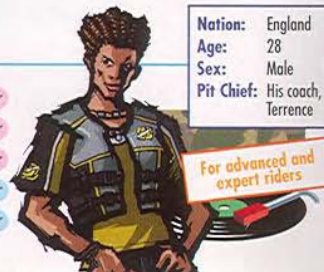 Nation: England
Age: 28
Sex: Male
Pit Chief: His coach,
Terrence
For advanced and
expert riders